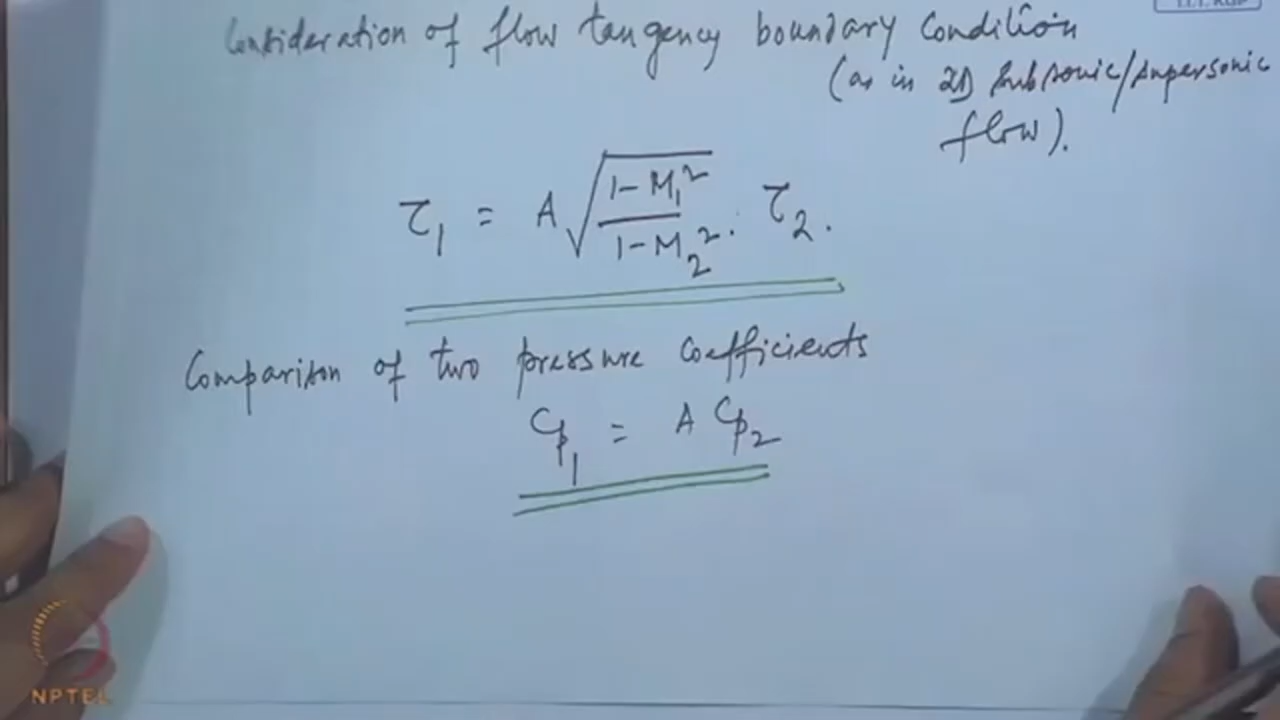 Consideration of flow tangency boundary condition
(as in 2D subsonic/supersonic
flow).
τ₁ = A √((1-M₁²)/(1-M₂²)) . τ₂.
Comparison of two pressure coefficients
Cp₁ = A Cp₂
NPTEL